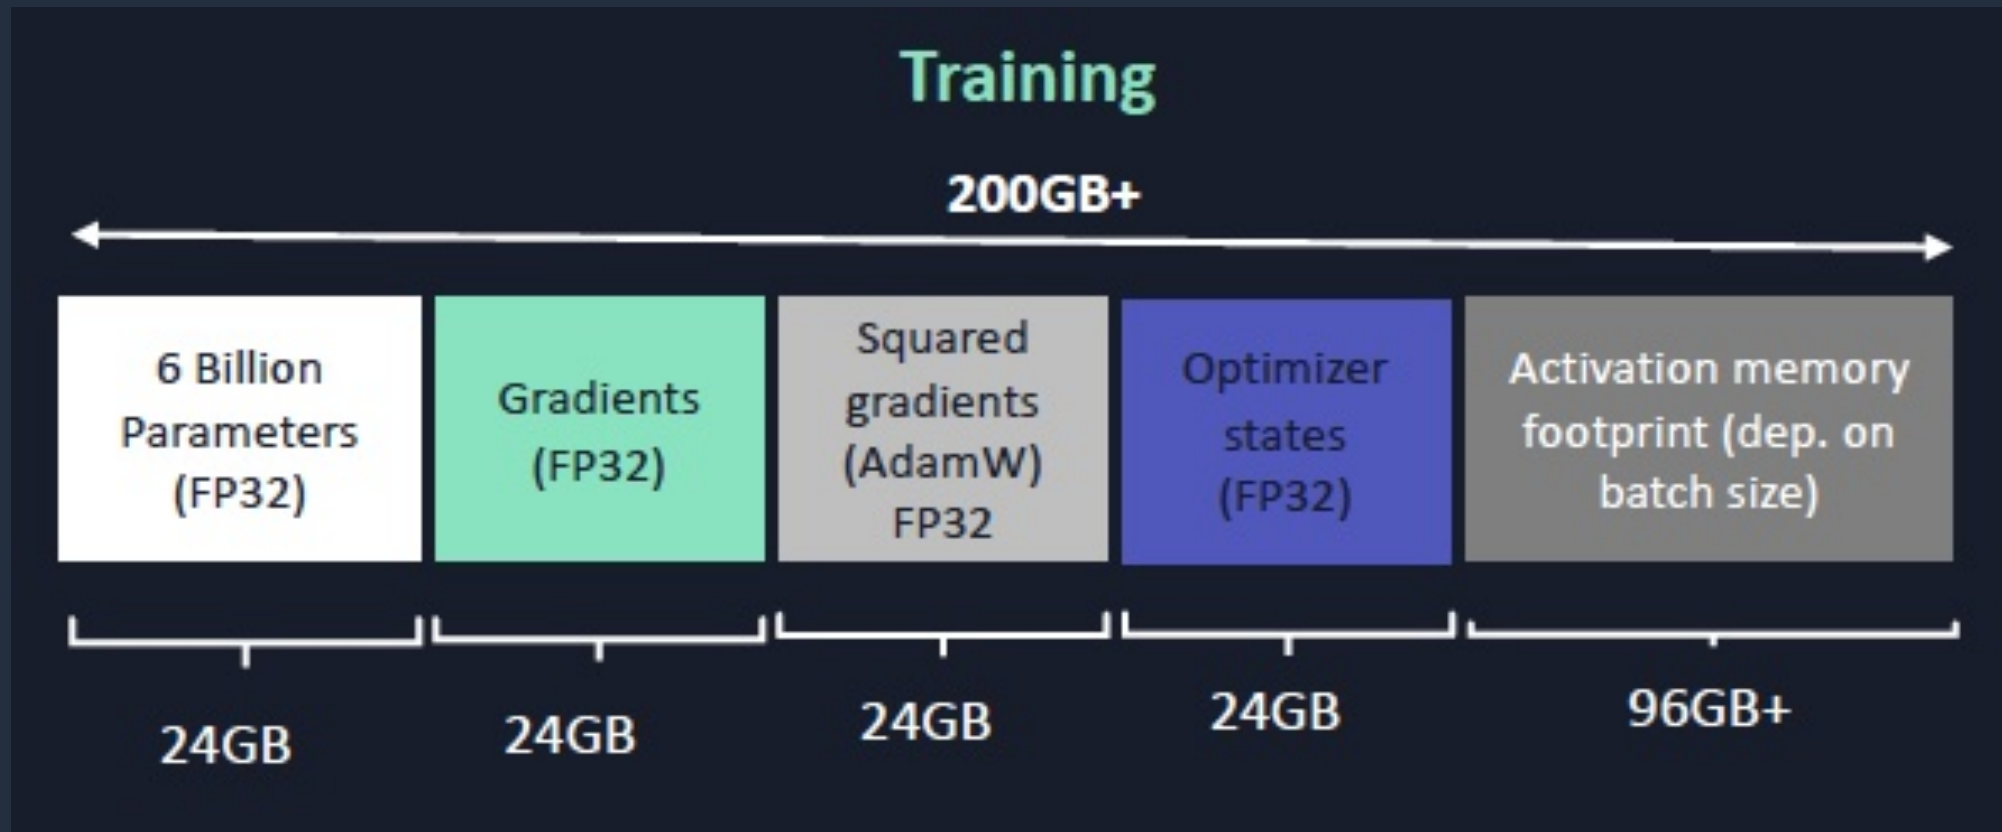 Training
200GB+
6 Billion
Parameters
(FP32)
Gradients
(FP32)
Squared
gradients
(AdamW)
FP32
Optimizer
states
(FP32)
Activation memory
footprint (dep. on
batch size)
24GB
24GB
24GB
24GB
96GB+